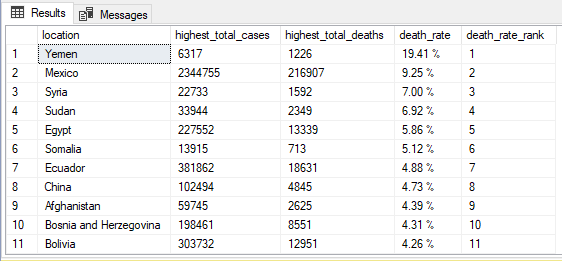 Results Messages
location highest_total_cases highest_total_deaths death_rate death_rate_rank
1 Yemen 6317 1226 19.41 % 1
2 Mexico 2344755 216907 9.25 % 2
3 Syria 22733 1592 7.00 % 3
4 Sudan 33944 2349 6.92 % 4
5 Egypt 227552 13339 5.86 % 5
6 Somalia 13915 713 5.12 % 6
7 Ecuador 381862 18631 4.88 % 7
8 China 102494 4845 4.73 % 8
9 Afghanistan 59745 2625 4.39 % 9
10 Bosnia and Herzegovina 198461 8551 4.31 % 10
11 Bolivia 303732 12951 4.26 % 11